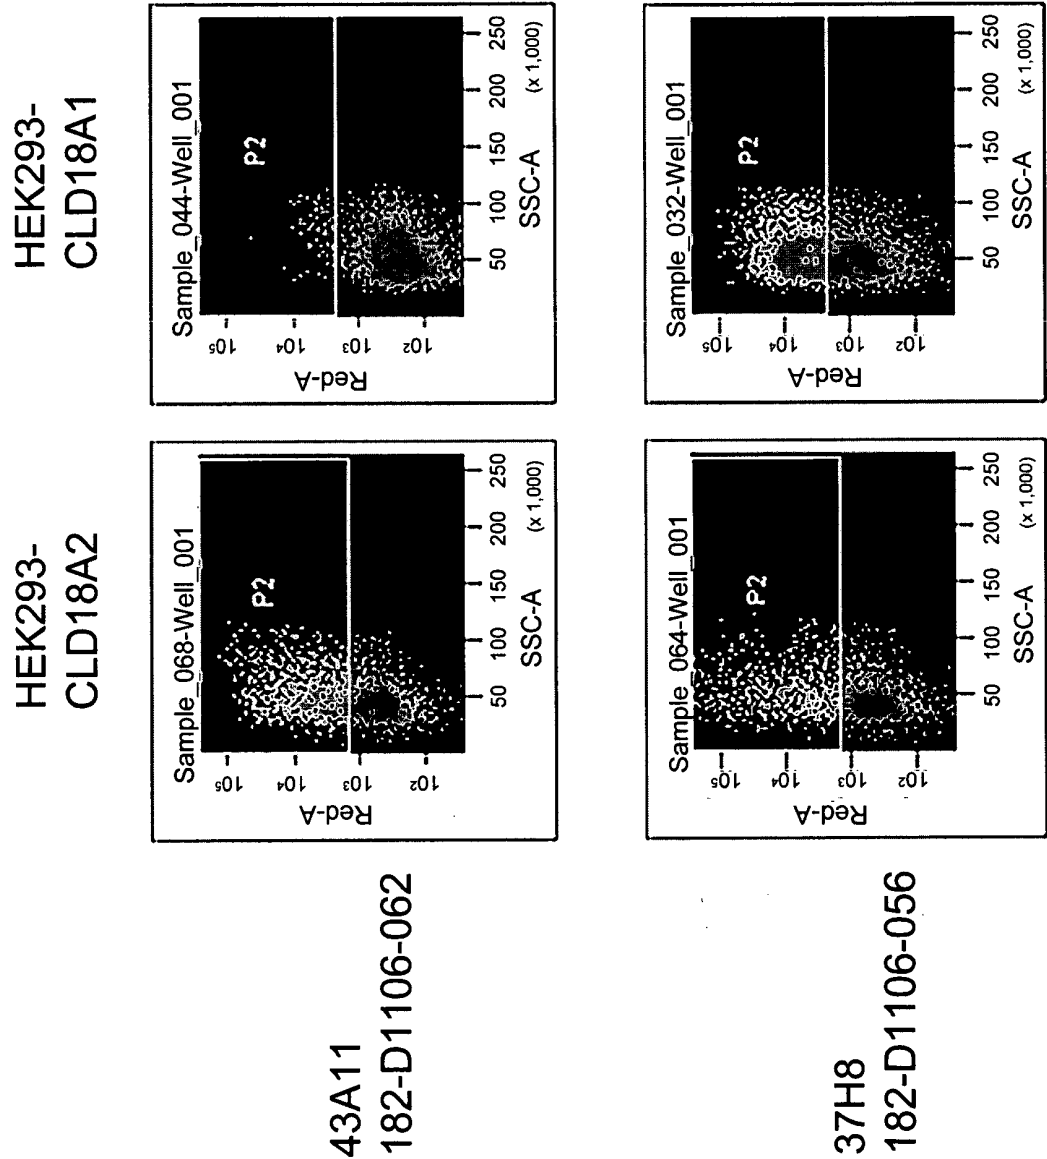 HEK293-
CLD18A2
HEK293-
CLD18A1
43A11
182-D1106-062
Sample_068-Well_001
P2
Red-A
10⁵
10⁴
10³
10²
50 100 150 200 250
SSC-A
(x 1,000)
Sample_044-Well_001
P2
Red-A
10⁵
10⁴
10³
10²
50 100 150 200 250
SSC-A
(x 1,000)
37H8
182-D1106-056
Sample_064-Well_001
P2
Red-A
10⁵
10⁴
10³
10²
50 100 150 200 250
SSC-A
(x 1,000)
Sample_032-Well_001
P2
Red-A
10⁵
10⁴
10³
10²
50 100 150 200 250
SSC-A
(x 1,000)